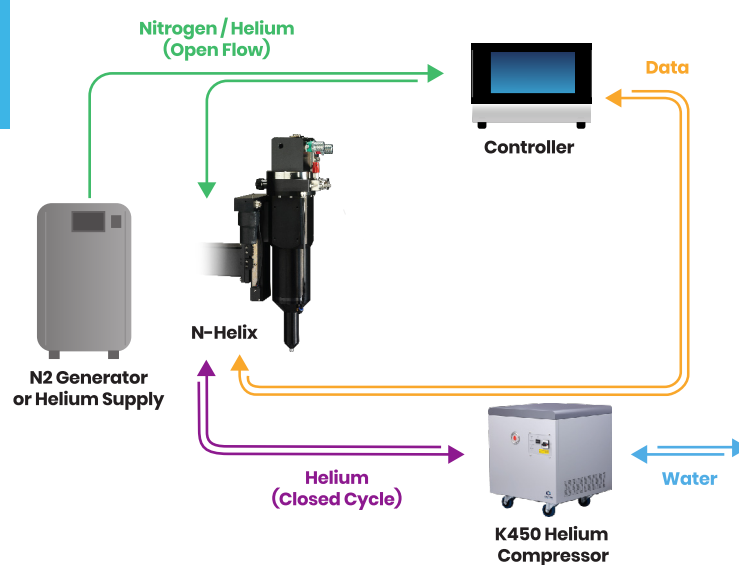 Nitrogen / Helium
(Open Flow)
Data
Controller
N-Helix
N2 Generator
or Helium Supply
Helium
(Closed Cycle)
Water
K450 Helium
Compressor